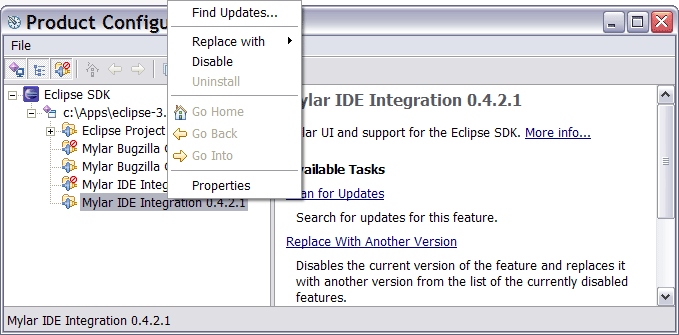 Product Configu
File
Find Updates...
Replace with
Disable
Uninstall
Go Home
Go Back
Go Into
Properties
Eclipse SDK
c:\Apps\eclipse-3.
Eclipse Project
Mylar Bugzilla C
Mylar Bugzilla C
Mylar IDE Integ
Mylar IDE Integration 0.4.2.1
Mylar IDE Integration 0.4.2.1
lar UI and support for the Eclipse SDK. More info...
Available Tasks
Scan for Updates
Search for updates for this feature.
Replace With Another Version
Disables the current version of the feature and replaces it
with another version from the list of the currently disabled
features.
Mylar IDE Integration 0.4.2.1